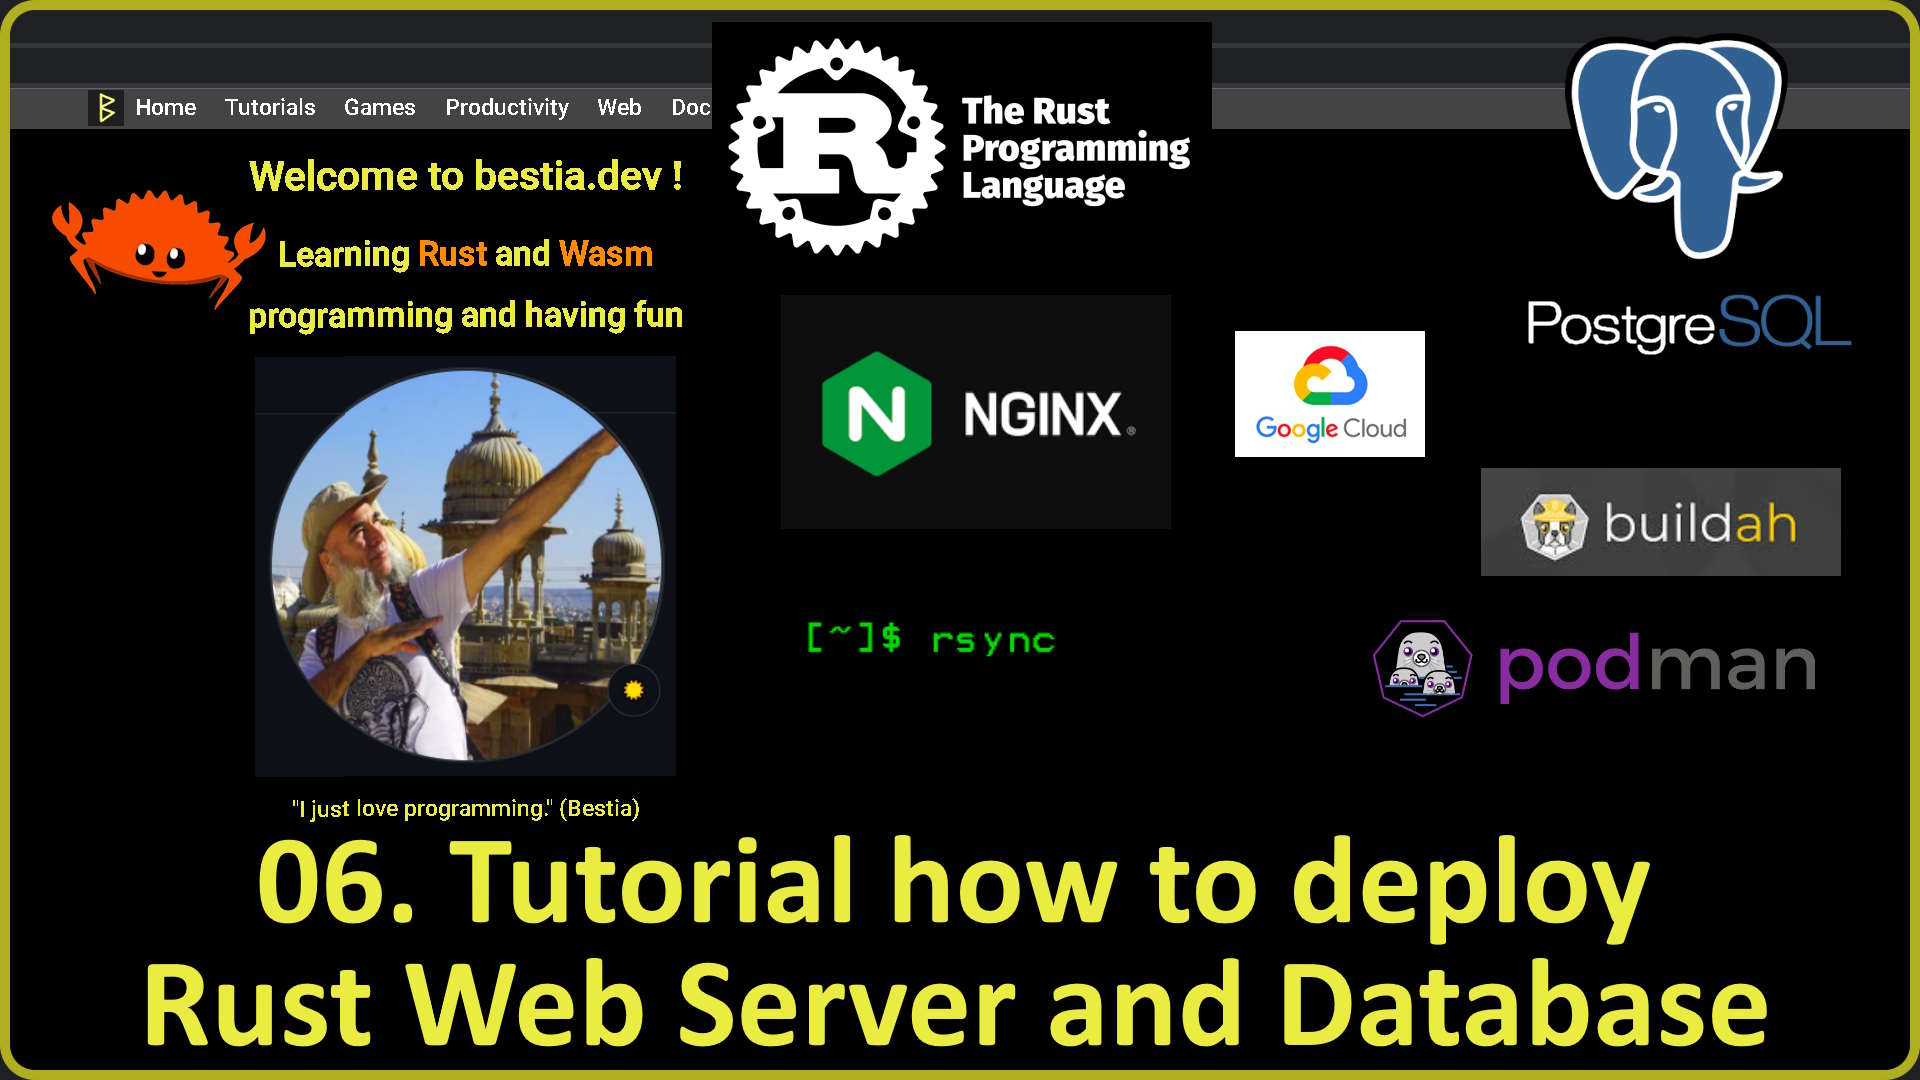 Home Tutorials Games Productivity Web Doc
Welcome to bestia.dev !
Learning Rust and Wasm
programming and having fun
"I just love programming." (Bestia)
R
The Rust
Programming
Language
N NGINX®
Google Cloud
PostgreSQL
buildah
podman
[~]$ rsync
06. Tutorial how to deploy
Rust Web Server and Database